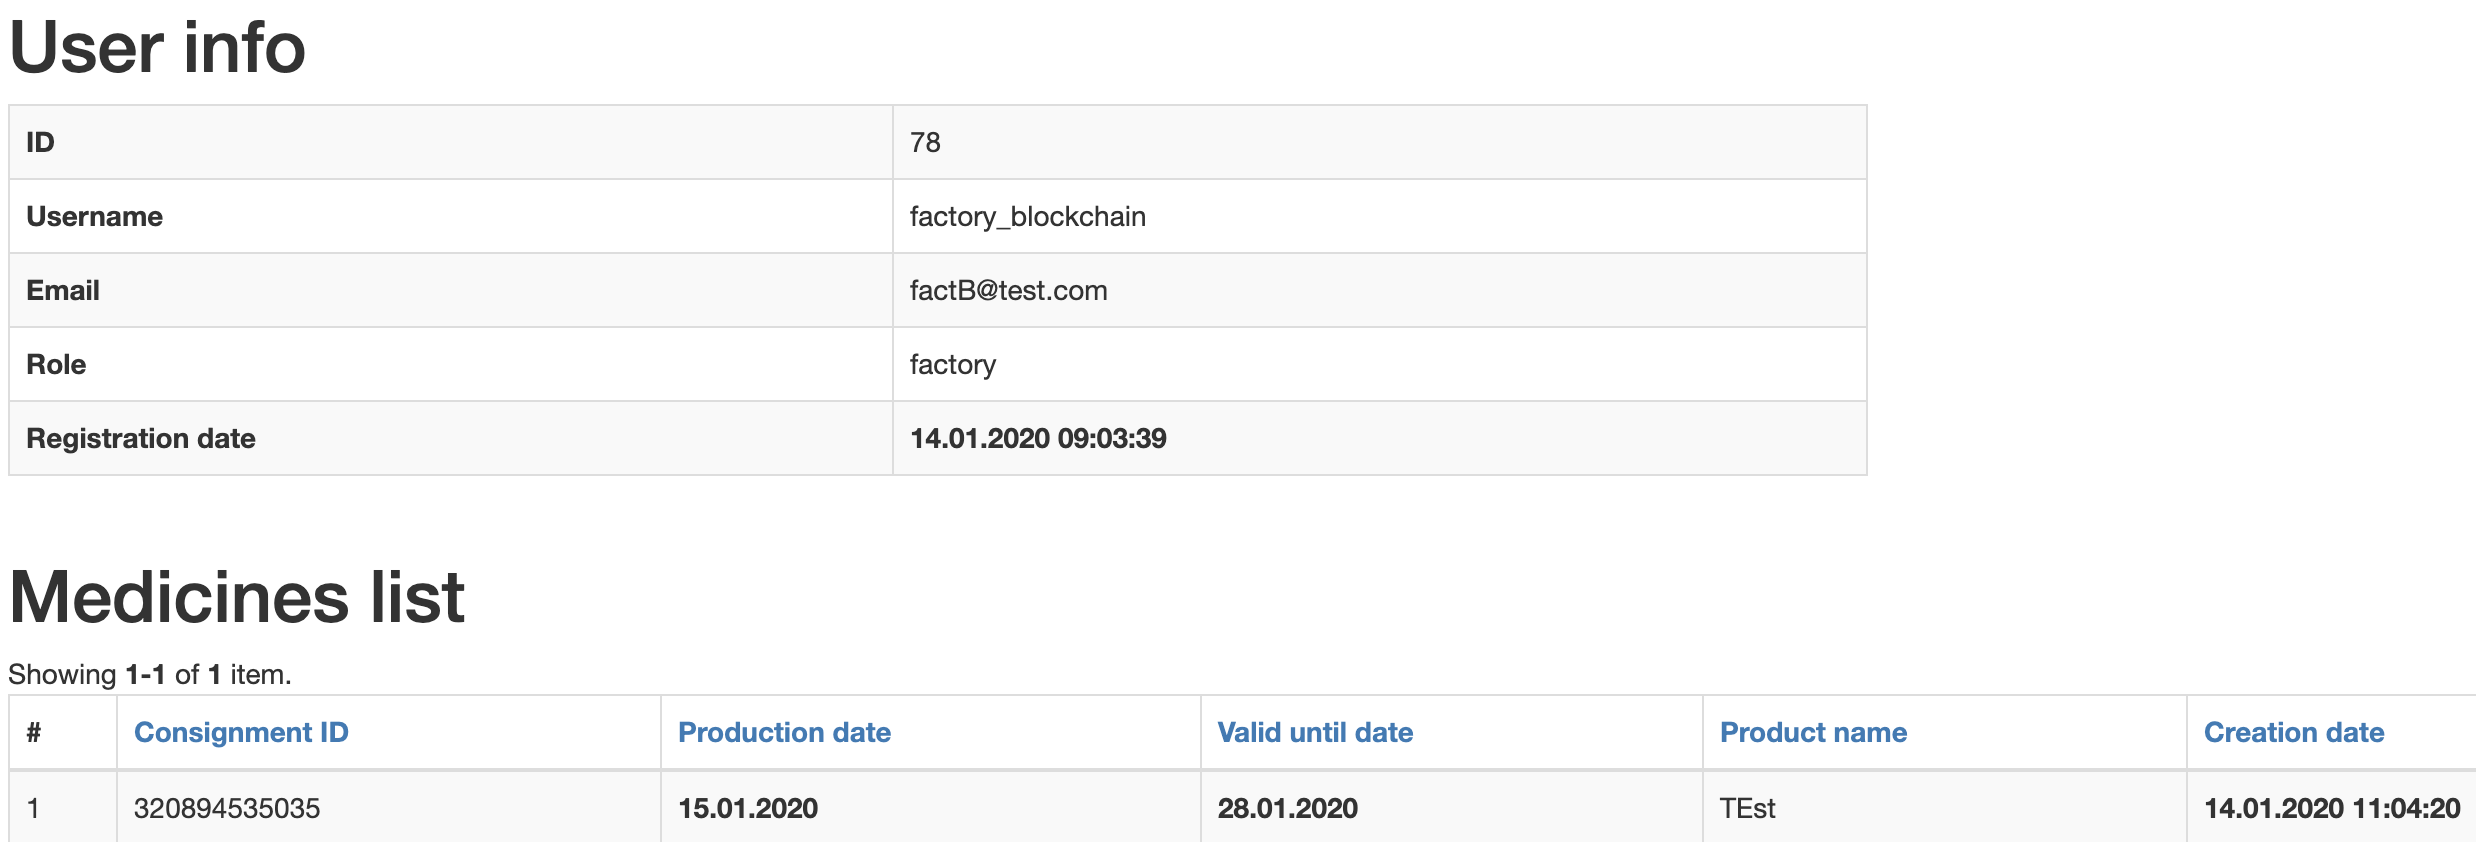 User info
ID 78
Username factory_blockchain
Email factB@test.com
Role factory
Registration date 14.01.2020 09:03:39
Medicines list
Showing 1-1 of 1 item.
# Consignment ID Production date Valid until date Product name Creation date
1 320894535035 15.01.2020 28.01.2020 TEst 14.01.2020 11:04:20